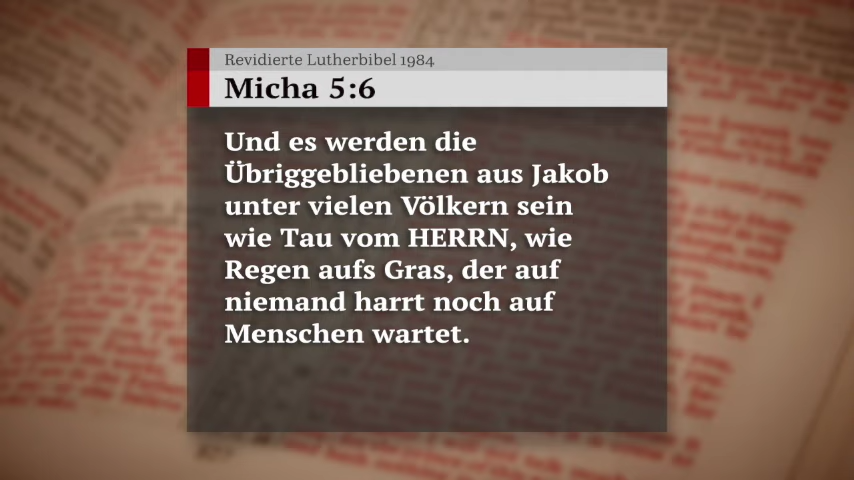 Revidierte Lutherbibel 1984
Micha 5:6
Und es werden die
Übriggebliebenen aus Jakob
unter vielen Völkern sein
wie Tau vom HERRN, wie
Regen aufs Gras, der auf
niemand harrt noch auf
Menschen wartet.